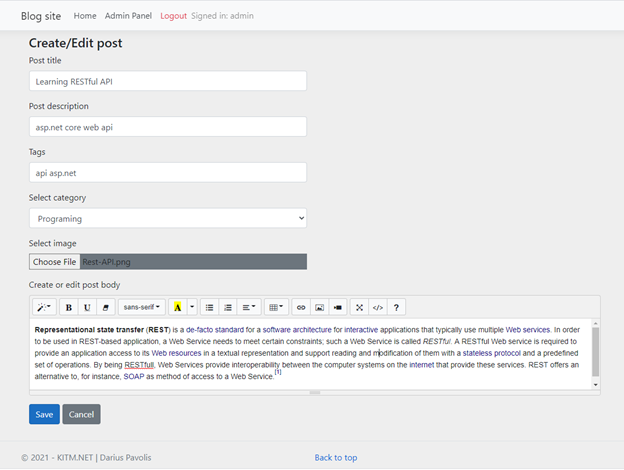 Blog site Home Admin Panel Logout Signed in: admin
Create/Edit post
Post title
Learning RESTful API
Post description
asp.net core web api
Tags
api asp.net
Select category
Programing
Select image
Choose File Rest-API.png
Create or edit post body
B U sans-serif A </> ?
Representational state transfer (REST) is a de-facto standard for a software architecture for interactive applications that typically use multiple Web services. In order
to be used in REST-based application, a Web Service needs to meet certain constraints; such a Web Service is called RESTful. A RESTful Web service is required to
provide an application access to its Web resources in a textual representation and support reading and modification of them with a stateless protocol and a predefined
set of operations. By being RESTfull, Web Services provide interoperability between the computer systems on the internet that provide these services. REST offers an
alternative to, for instance, SOAP as method of access to a Web Service.[1]
Save Cancel
© 2021 - KITM.NET | Darius Pavolis Back to top